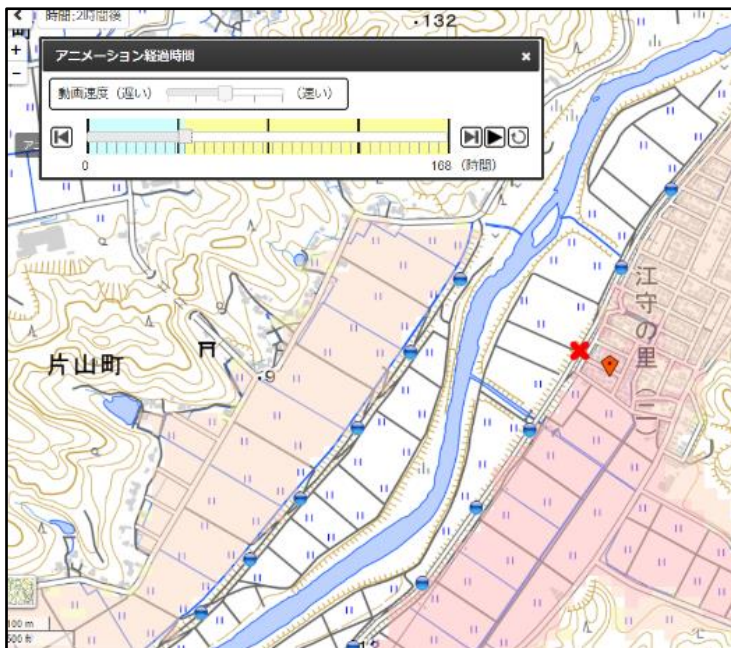 時間:2時間後
・132
+
アニメーション経過時間
×
−
動画速度 (遅い)
(速い)
0
168
(時間)
江守の里(二)
片山町
・9
100 m
500 ft